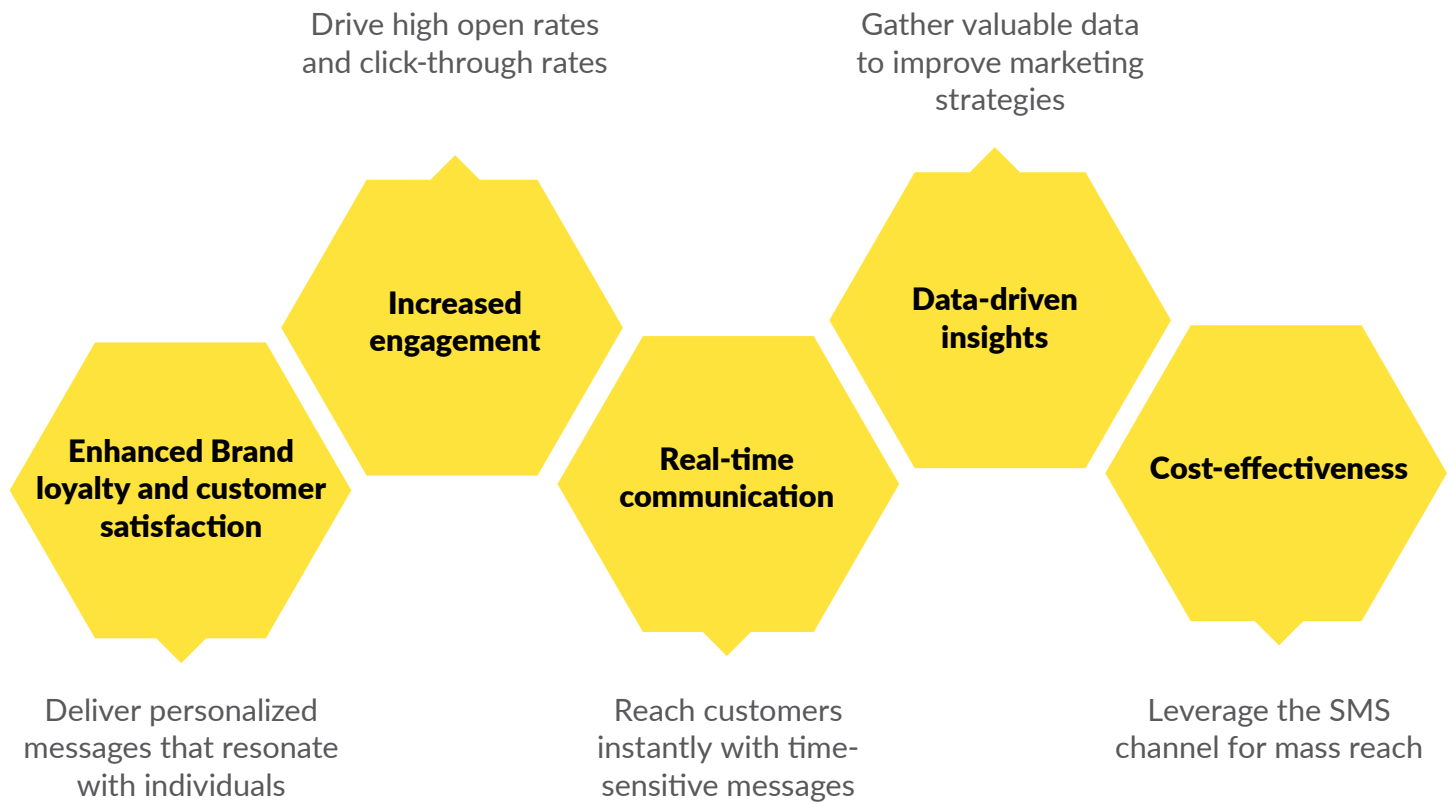 Drive high open rates
and click-through rates
Gather valuable data
to improve marketing
strategies
Increased
engagement
Data-driven
insights
Enhanced Brand
loyalty and customer
satisfaction
Real-time
communication
Cost-effectiveness
Deliver personalized
messages that resonate
with individuals
Reach customers
instantly with time-
sensitive messages
Leverage the SMS
channel for mass reach